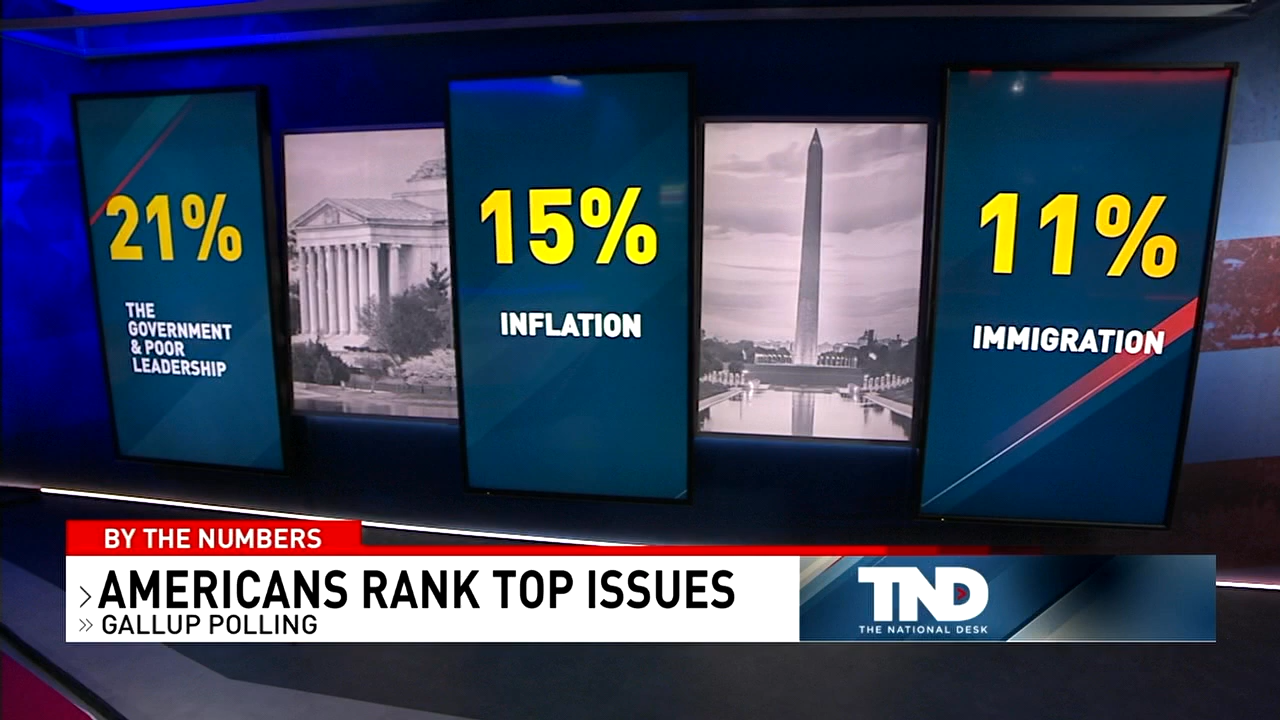 21%
THE
GOVERNMENT
& POOR
LEADERSHIP
15%
INFLATION
11%
IMMIGRATION
BY THE NUMBERS
AMERICANS RANK TOP ISSUES
GALLUP POLLING
TND
THE NATIONAL DESK